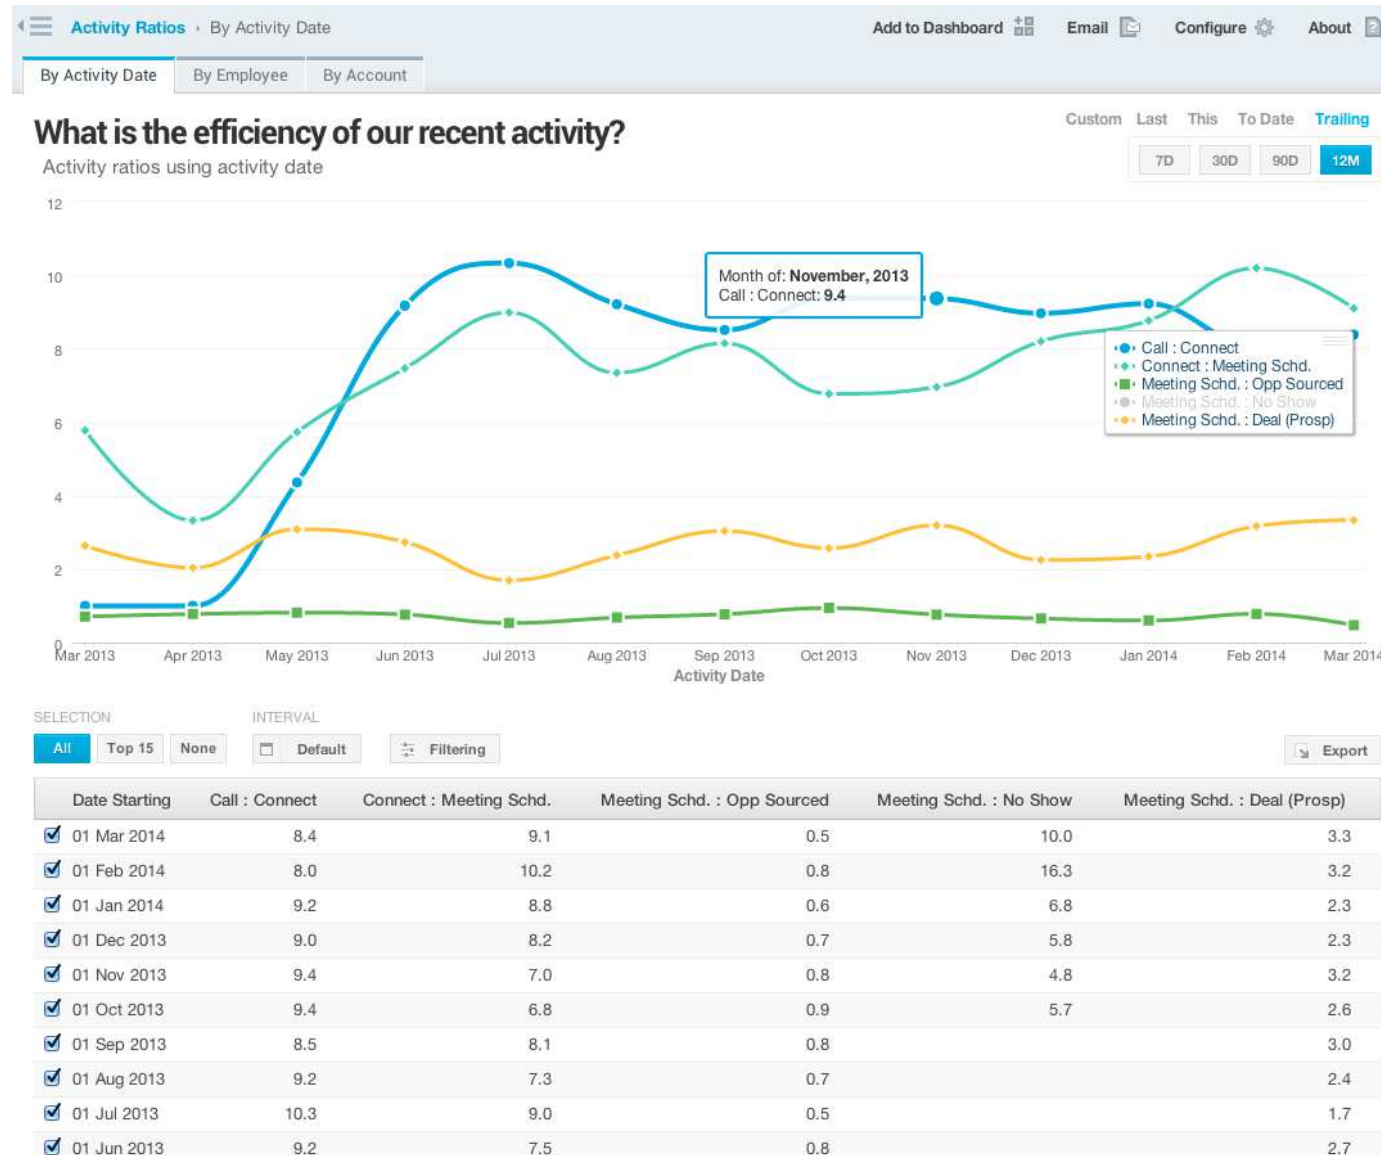 Activity Ratios › By Activity Date
Add to Dashboard Email Configure About
By Activity Date By Employee By Account
What is the efficiency of our recent activity?
Activity ratios using activity date
Custom Last This To Date Trailing
7D 30D 90D 12M
12
10
8
6
4
2
0
Month of: November, 2013
Call : Connect: 9.4
Call : Connect
Connect : Meeting Schd.
Meeting Schd. : Opp Sourced
Meeting Schd. : No Show
Meeting Schd. : Deal (Prosp)
Mar 2013 Apr 2013 May 2013 Jun 2013 Jul 2013 Aug 2013 Sep 2013 Oct 2013 Nov 2013 Dec 2013 Jan 2014 Feb 2014 Mar 2014
Activity Date
SELECTION INTERVAL
All Top 15 None Default Filtering Export
Date Starting Call : Connect Connect : Meeting Schd. Meeting Schd. : Opp Sourced Meeting Schd. : No Show Meeting Schd. : Deal (Prosp)
01 Mar 2014 8.4 9.1 0.5 10.0 3.3
01 Feb 2014 8.0 10.2 0.8 16.3 3.2
01 Jan 2014 9.2 8.8 0.6 6.8 2.3
01 Dec 2013 9.0 8.2 0.7 5.8 2.3
01 Nov 2013 9.4 7.0 0.8 4.8 3.2
01 Oct 2013 9.4 6.8 0.9 5.7 2.6
01 Sep 2013 8.5 8.1 0.8 3.0
01 Aug 2013 9.2 7.3 0.7 2.4
01 Jul 2013 10.3 9.0 0.5 1.7
01 Jun 2013 9.2 7.5 0.8 2.7